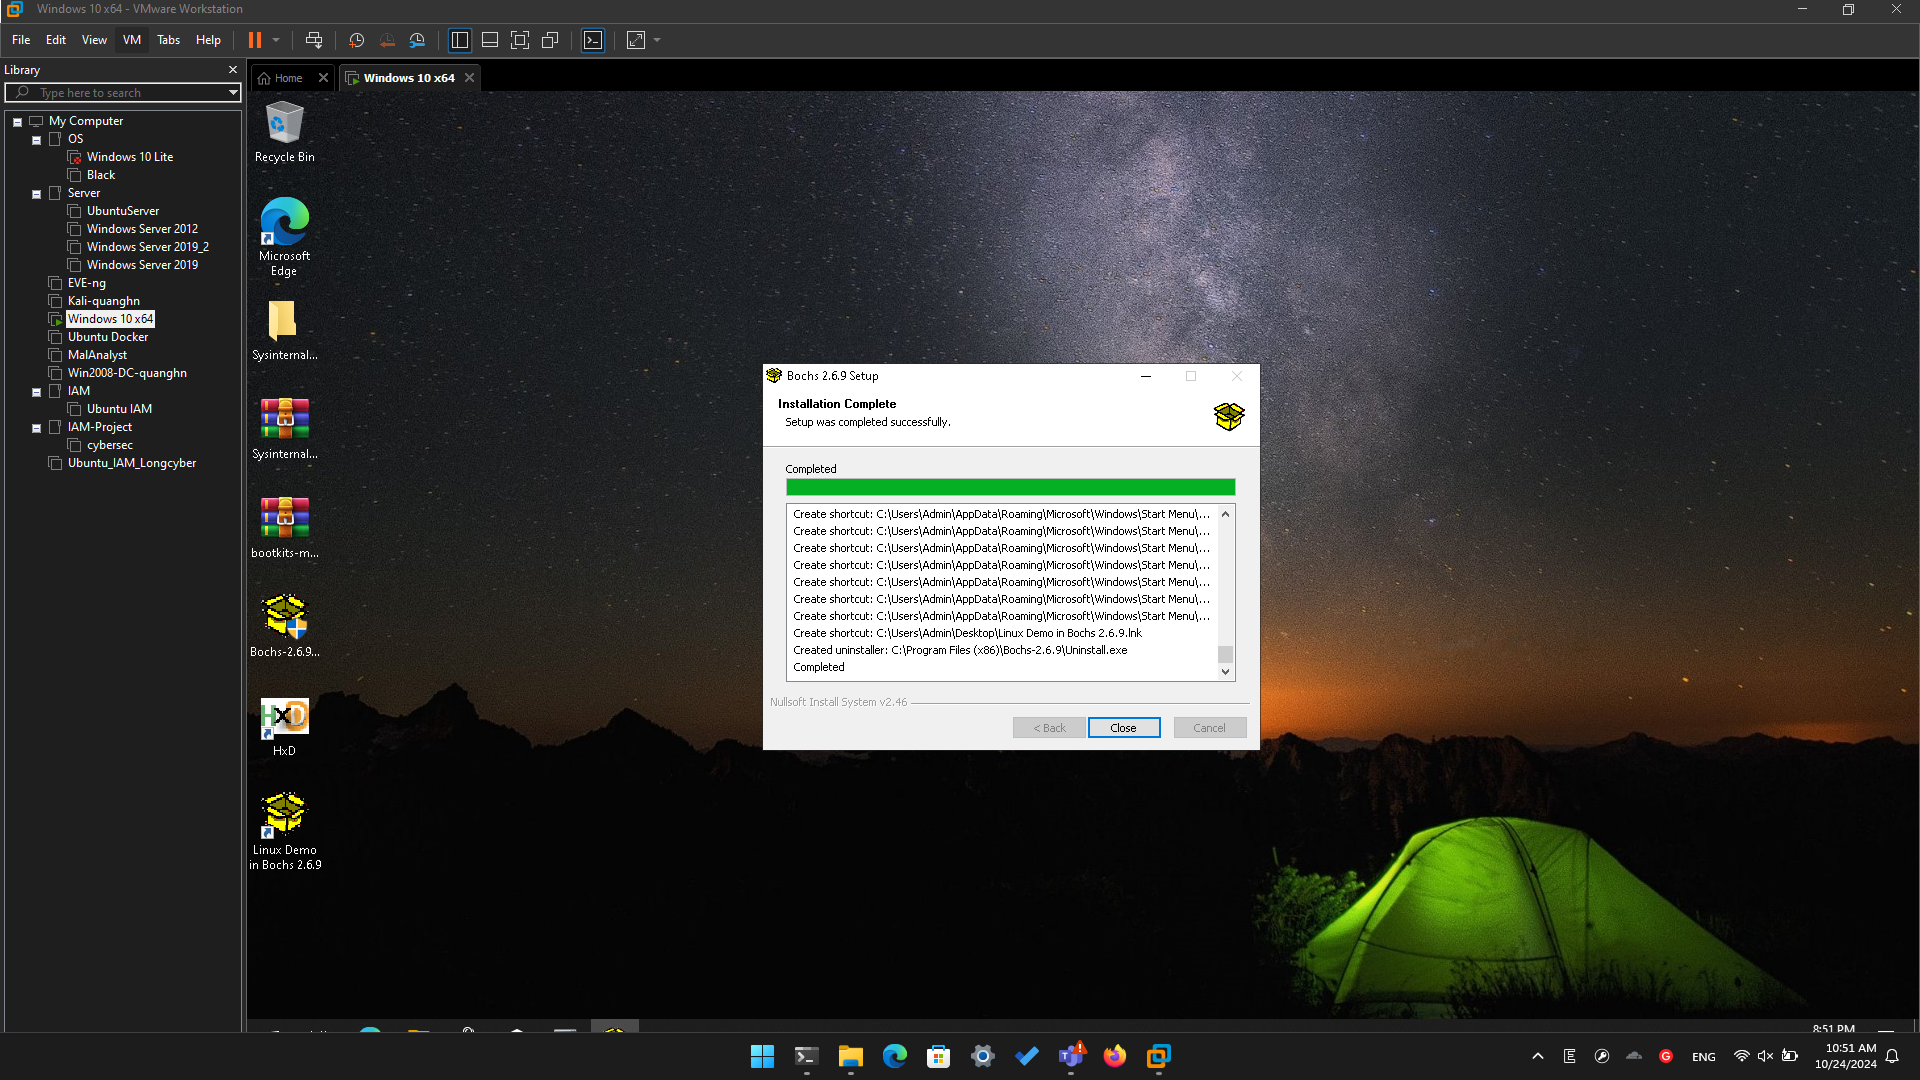 Windows 10 x64 - VMware Workstation
File Edit View VM Tabs Help
Library
Type here to search
My Computer
OS
Windows 10 Lite
Black
Server
UbuntuServer
Windows Server 2012
Windows Server 2019_2
Windows Server 2019
EVE-ng
Kali-quanghn
Windows 10 x64
Ubuntu Docker
MalAnalyst
Win2008-DC-quanghn
IAM
Ubuntu IAM
IAM-Project
cybersec
Ubuntu_IAM_Longcyber
Home
Windows 10 x64
Recycle Bin
Microsoft
Edge
Sysinternal...
Sysinternal...
bootkits-m...
Bochs-2.6.9...
HxD
HxD
Linux Demo
in Bochs 2.6.9
Bochs 2.6.9 Setup
Installation Complete
Setup was completed successfully.
Completed
Create shortcut: C:\Users\Admin\AppData\Roaming\Microsoft\Windows\Start Menu\...
Create shortcut: C:\Users\Admin\AppData\Roaming\Microsoft\Windows\Start Menu\...
Create shortcut: C:\Users\Admin\AppData\Roaming\Microsoft\Windows\Start Menu\...
Create shortcut: C:\Users\Admin\AppData\Roaming\Microsoft\Windows\Start Menu\...
Create shortcut: C:\Users\Admin\AppData\Roaming\Microsoft\Windows\Start Menu\...
Create shortcut: C:\Users\Admin\AppData\Roaming\Microsoft\Windows\Start Menu\...
Create shortcut: C:\Users\Admin\AppData\Roaming\Microsoft\Windows\Start Menu\...
Create shortcut: C:\Users\Admin\Desktop\Linux Demo in Bochs 2.6.9.lnk
Created uninstaller: C:\Program Files (x86)\Bochs-2.6.9\Uninstall.exe
Completed
Nullsoft Install System v2.46
< Back Close Cancel
8:51 PM
ENG
10:51 AM
10/24/2024